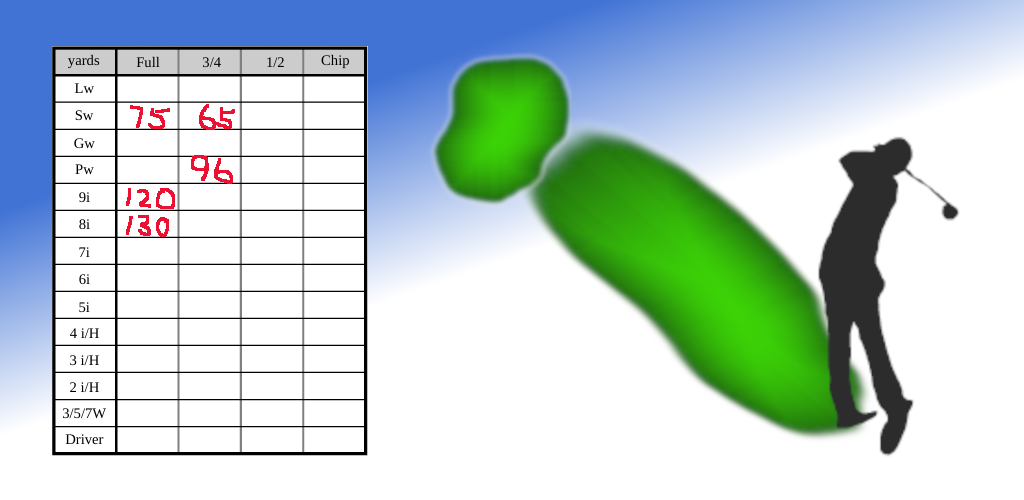 yards Full 3/4 1/2 Chip
Lw
Sw 75 65
Gw
Pw 96
9i 120
8i 130
7i
6i
5i
4 i/H
3 i/H
2 i/H
3/5/7W
Driver